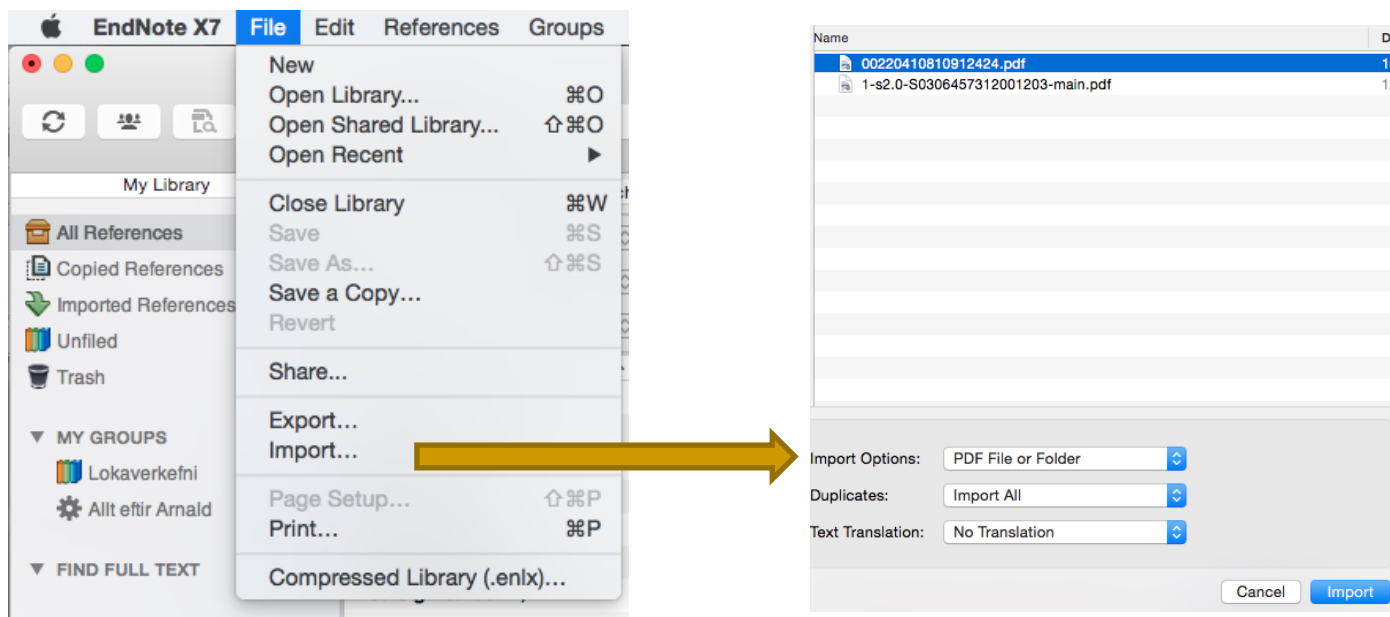 EndNote X7 File Edit References Groups
New
Open Library... ⌘O
Open Shared Library... ⇧⌘O
Open Recent ▶
My Library
Close Library ⌘W
All References
Save ⌘S
Copied References
Save As... ⇧⌘S
Imported References
Save a Copy...
Unfiled
Revert
Trash
Share...
Export...
MY GROUPS
Import...
Lokaverkefni
Allt eftir Arnald
Page Setup... ⇧⌘P
Print... ⌘P
FIND FULL TEXT
Compressed Library (.enlx)...
Name
00220410810912424.pdf
1-s2.0-S0306457312001203-main.pdf
Import Options: PDF File or Folder
Duplicates: Import All
Text Translation: No Translation
Cancel Import